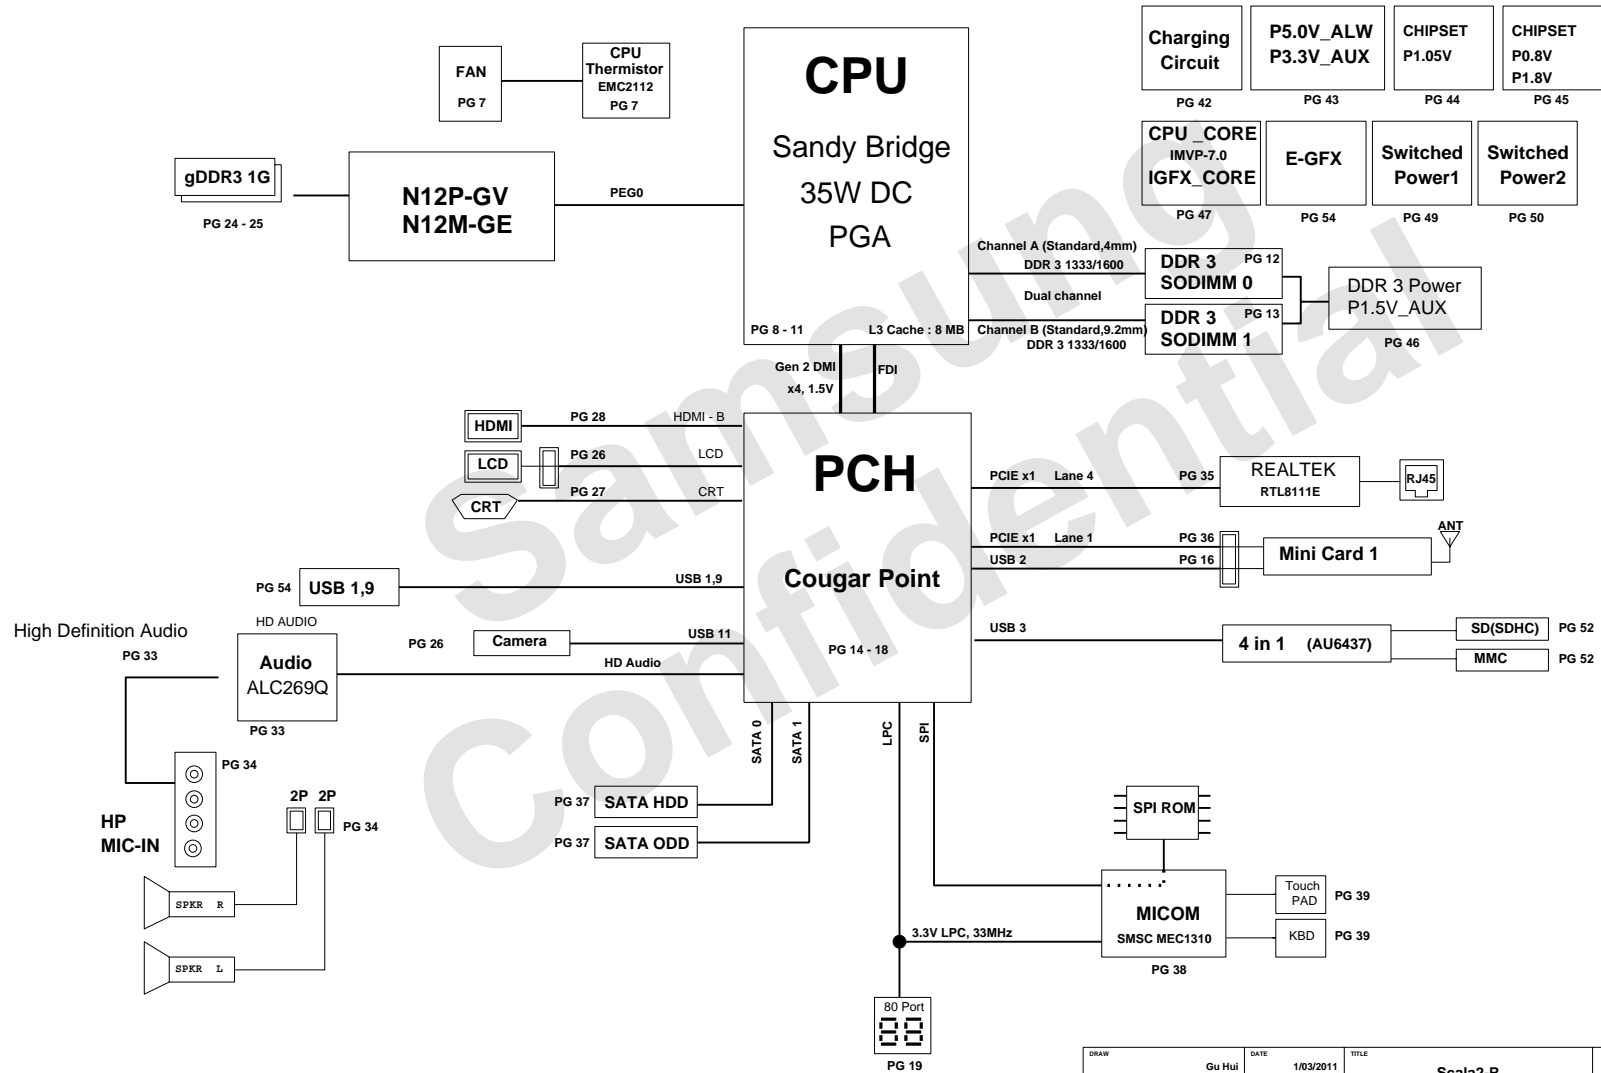 Samsung
Confidential
FAN
PG 7
CPU
Thermistor
EMC2112
PG 7
CPU
Sandy Bridge
35W DC
PGA
PG 8 - 11
L3 Cache : 8 MB
Charging
Circuit
PG 42
P5.0V_ALW
P3.3V_AUX
PG 43
CHIPSET
P1.05V
PG 44
CHIPSET
P0.8V
P1.8V
PG 45
CPU _CORE
IMVP-7.0
IGFX_CORE
PG 47
E-GFX
PG 54
Switched
Power1
PG 49
Switched
Power2
PG 50
gDDR3 1G
PG 24 - 25
N12P-GV
N12M-GE
PEG0
Channel A (Standard,4mm)
DDR 3 1333/1600
Dual channel
Channel B (Standard,9.2mm)
DDR 3 1333/1600
DDR 3
SODIMM 0
PG 12
DDR 3
SODIMM 1
PG 13
DDR 3 Power
P1.5V_AUX
PG 46
Gen 2 DMI
x4, 1.5V
FDI
HDMI
PG 28
HDMI - B
LCD
PG 26
LCD
CRT
PG 27
CRT
PCH
Cougar Point
PG 14 - 18
PCIE x1 Lane 4
PG 35
REALTEK
RTL8111E
RJ45
PCIE x1 Lane 1
PG 36
USB 2
PG 16
Mini Card 1
ANT
PG 54
USB 1,9
USB 1,9
PG 26
Camera
USB 11
USB 3
4 in 1 (AU6437)
SD(SDHC)
PG 52
MMC
PG 52
High Definition Audio
PG 33
HD AUDIO
Audio
ALC269Q
PG 33
HD Audio
SATA 0
SATA 1
LPC
SPI
PG 34
HP
MIC-IN
2P 2P
PG 34
SPKR R
SPKR L
PG 37
SATA HDD
PG 37
SATA ODD
SPI ROM
MICOM
SMSC MEC1310
PG 38
Touch
PAD
PG 39
KBD
PG 39
3.3V LPC, 33MHz
80 Port
88
PG 19
DRAW
Gu Hui
DATE
1/03/2011
TITLE
Scala2-R